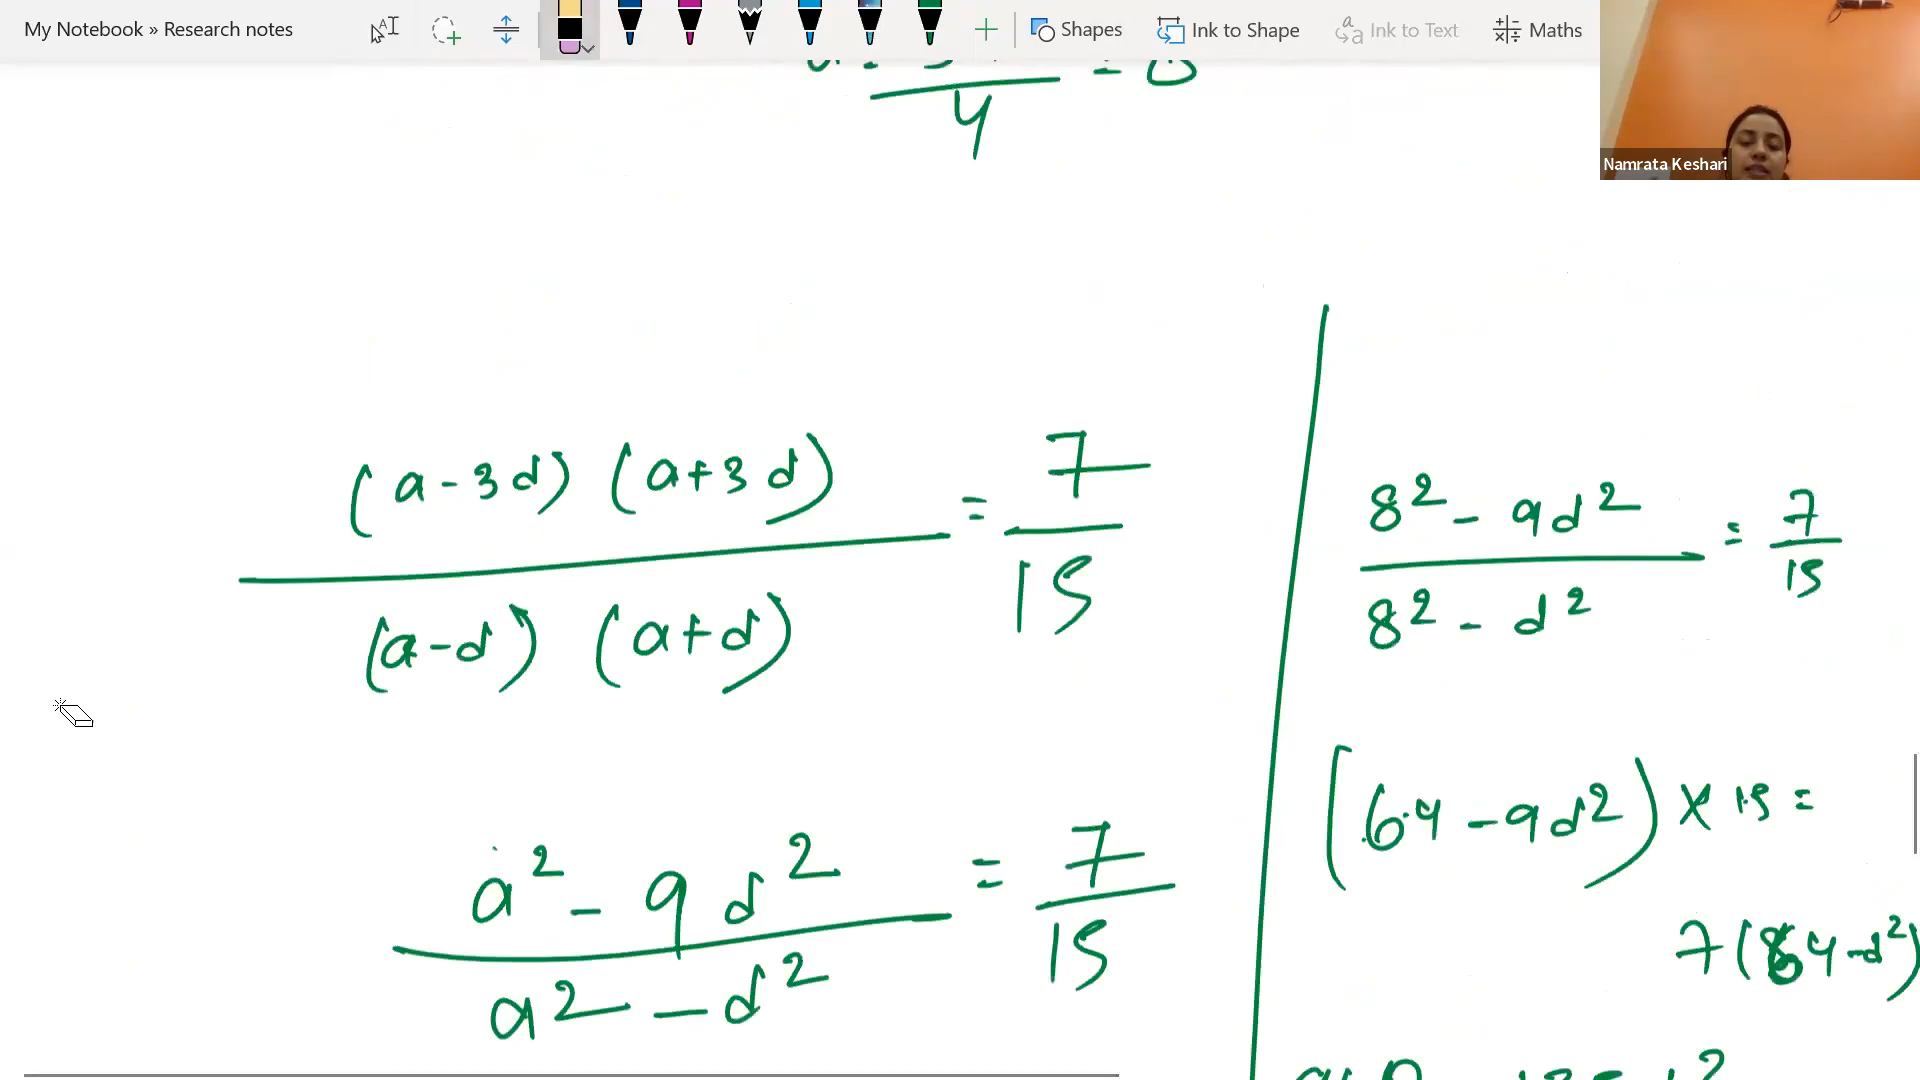 My Notebook » Research notes
Shapes
Ink to Shape
Ink to Text
Maths
Namrata Keshari
4
(a-3d) (a+3d) = 7
(a-d) (a+d) 15
a² - 9d² = 7
a² - d² 15
8² - 9d² = 7
8² - d² 15
(64 - 9d²) × 15 =
7(64-d²)